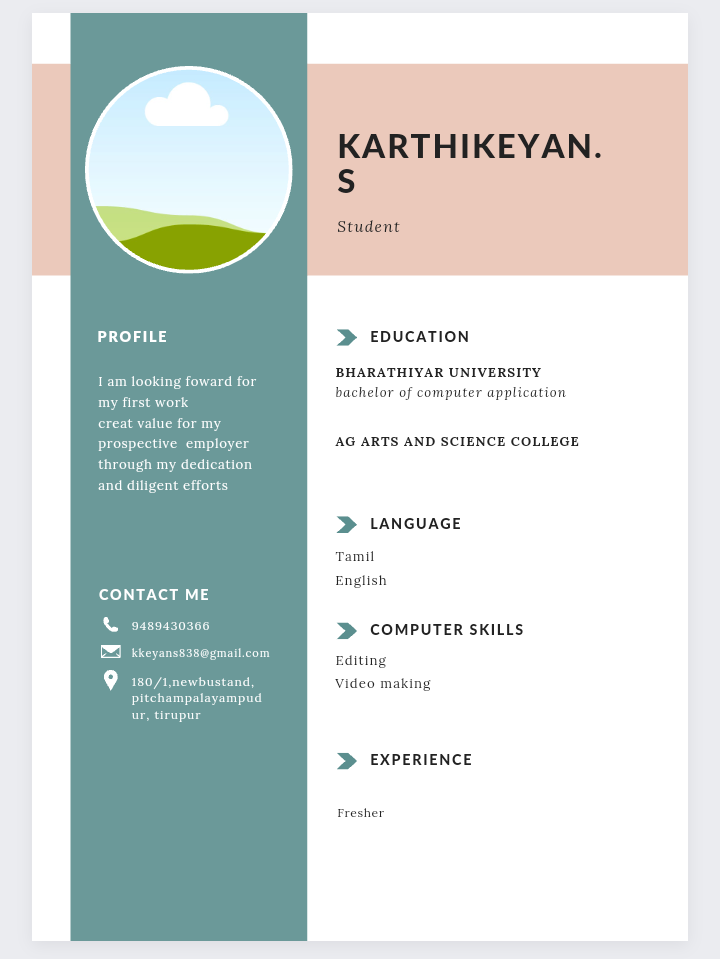 KARTHIKEYAN.
S
Student
PROFILE
I am looking foward for
my first work
creat value for my
prospective  employer
through my dedication
and diligent efforts
CONTACT ME
9489430366
kkeyans838@gmail.com
180/1,newbustand,
pitchampalayampud
ur, tirupur
EDUCATION
BHARATHIYAR UNIVERSITY
bachelor of computer application
AG ARTS AND SCIENCE COLLEGE
LANGUAGE
Tamil
English
COMPUTER SKILLS
Editing
Video making
EXPERIENCE
Fresher